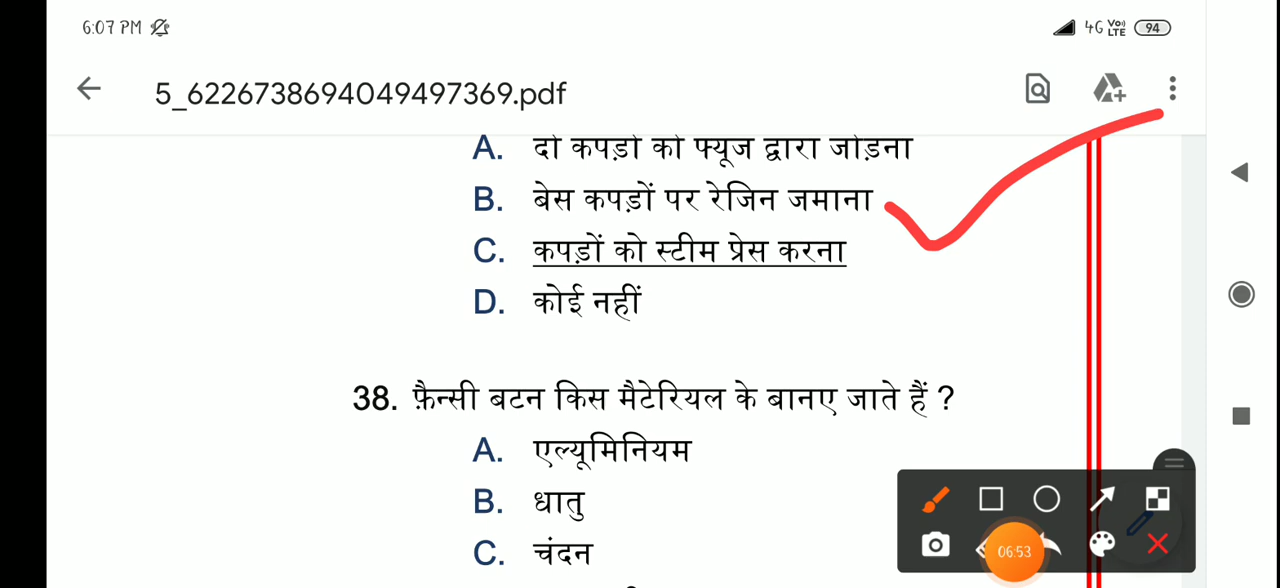 6:07 PM 4G Vo) LTE 94
5_6226738694049497369.pdf
A. दो कपड़ों को फ्यूज द्वारा जोड़ना
B. बेस कपड़ों पर रेजिन जमाना
C. कपड़ों को स्टीम प्रेस करना
D. कोई नहीं
38. फ़ैन्सी बटन किस मैटेरियल के बानए जाते हैं ?
A. एल्यूमिनियम
B. धातु
C. चंदन
06:53